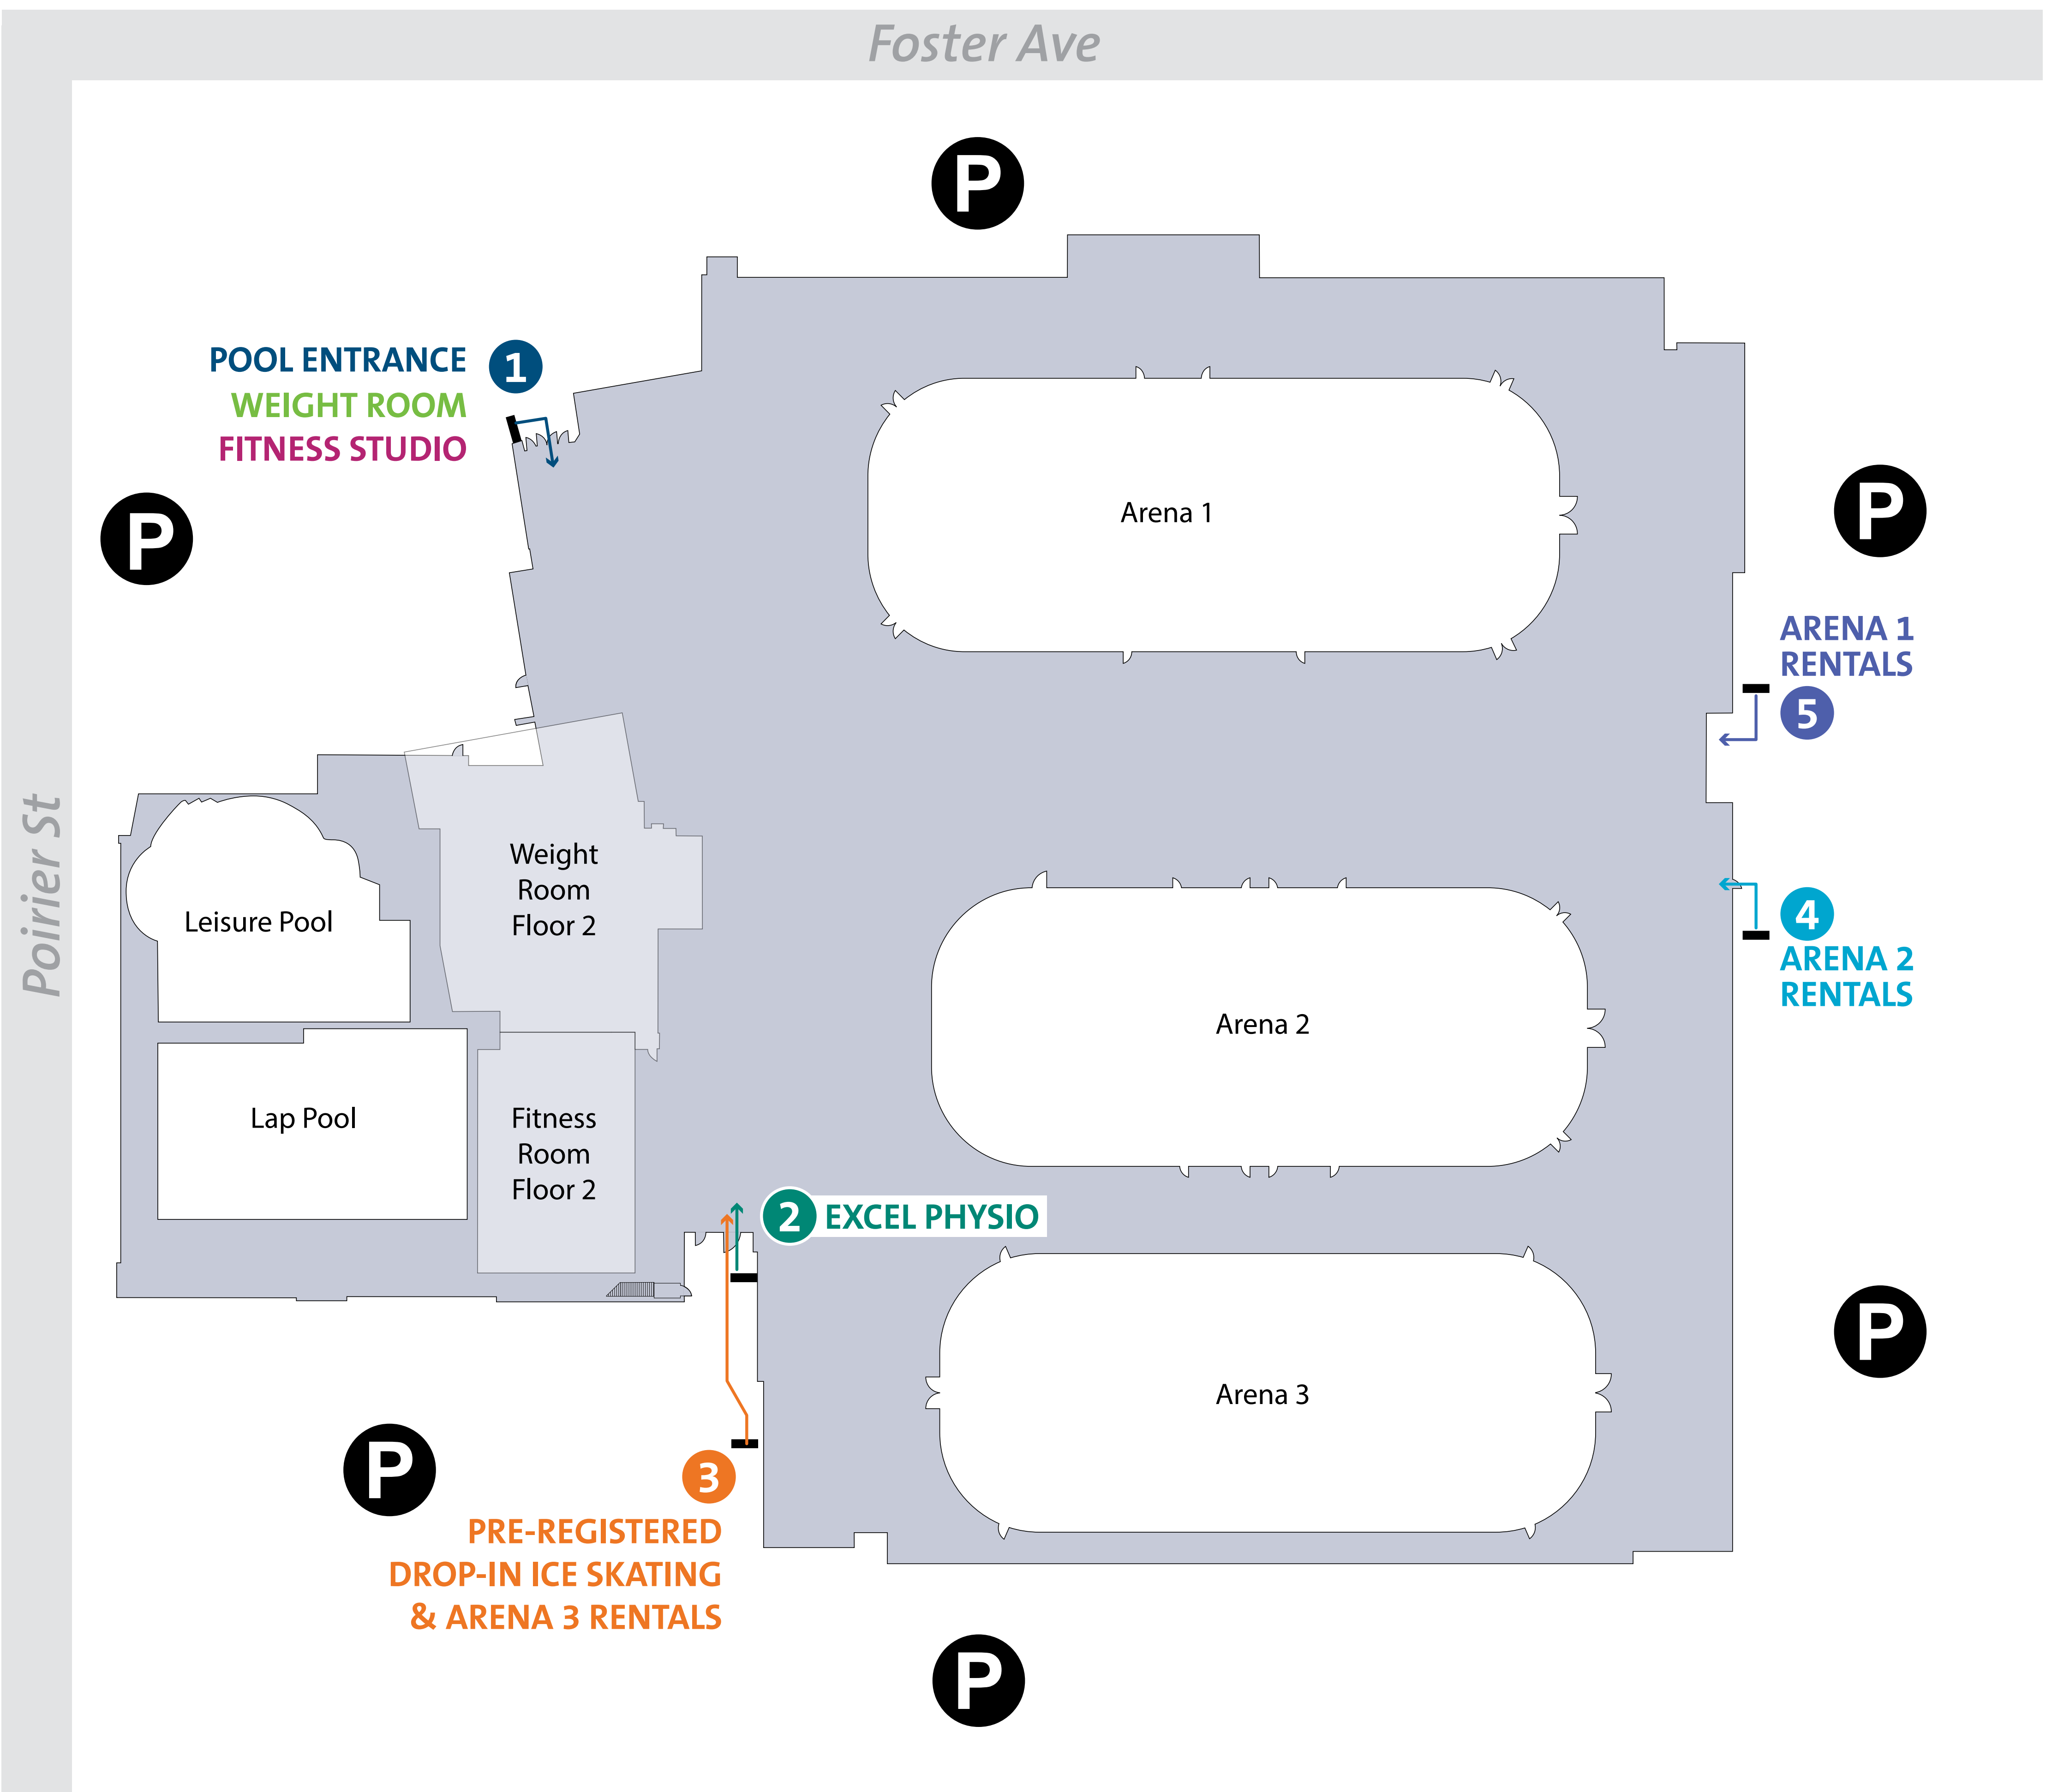 Foster Ave
P
POOL ENTRANCE
1
WEIGHT ROOM
FITNESS STUDIO
P
Arena 1
P
ARENA 1
RENTALS
5
Poirier St
Weight
Room
Floor 2
Leisure Pool
4
ARENA 2
RENTALS
Arena 2
Lap Pool
Fitness
Room
Floor 2
2 EXCEL PHYSIO
P
Arena 3
P
3
PRE-REGISTERED
DROP-IN ICE SKATING
& ARENA 3 RENTALS
P